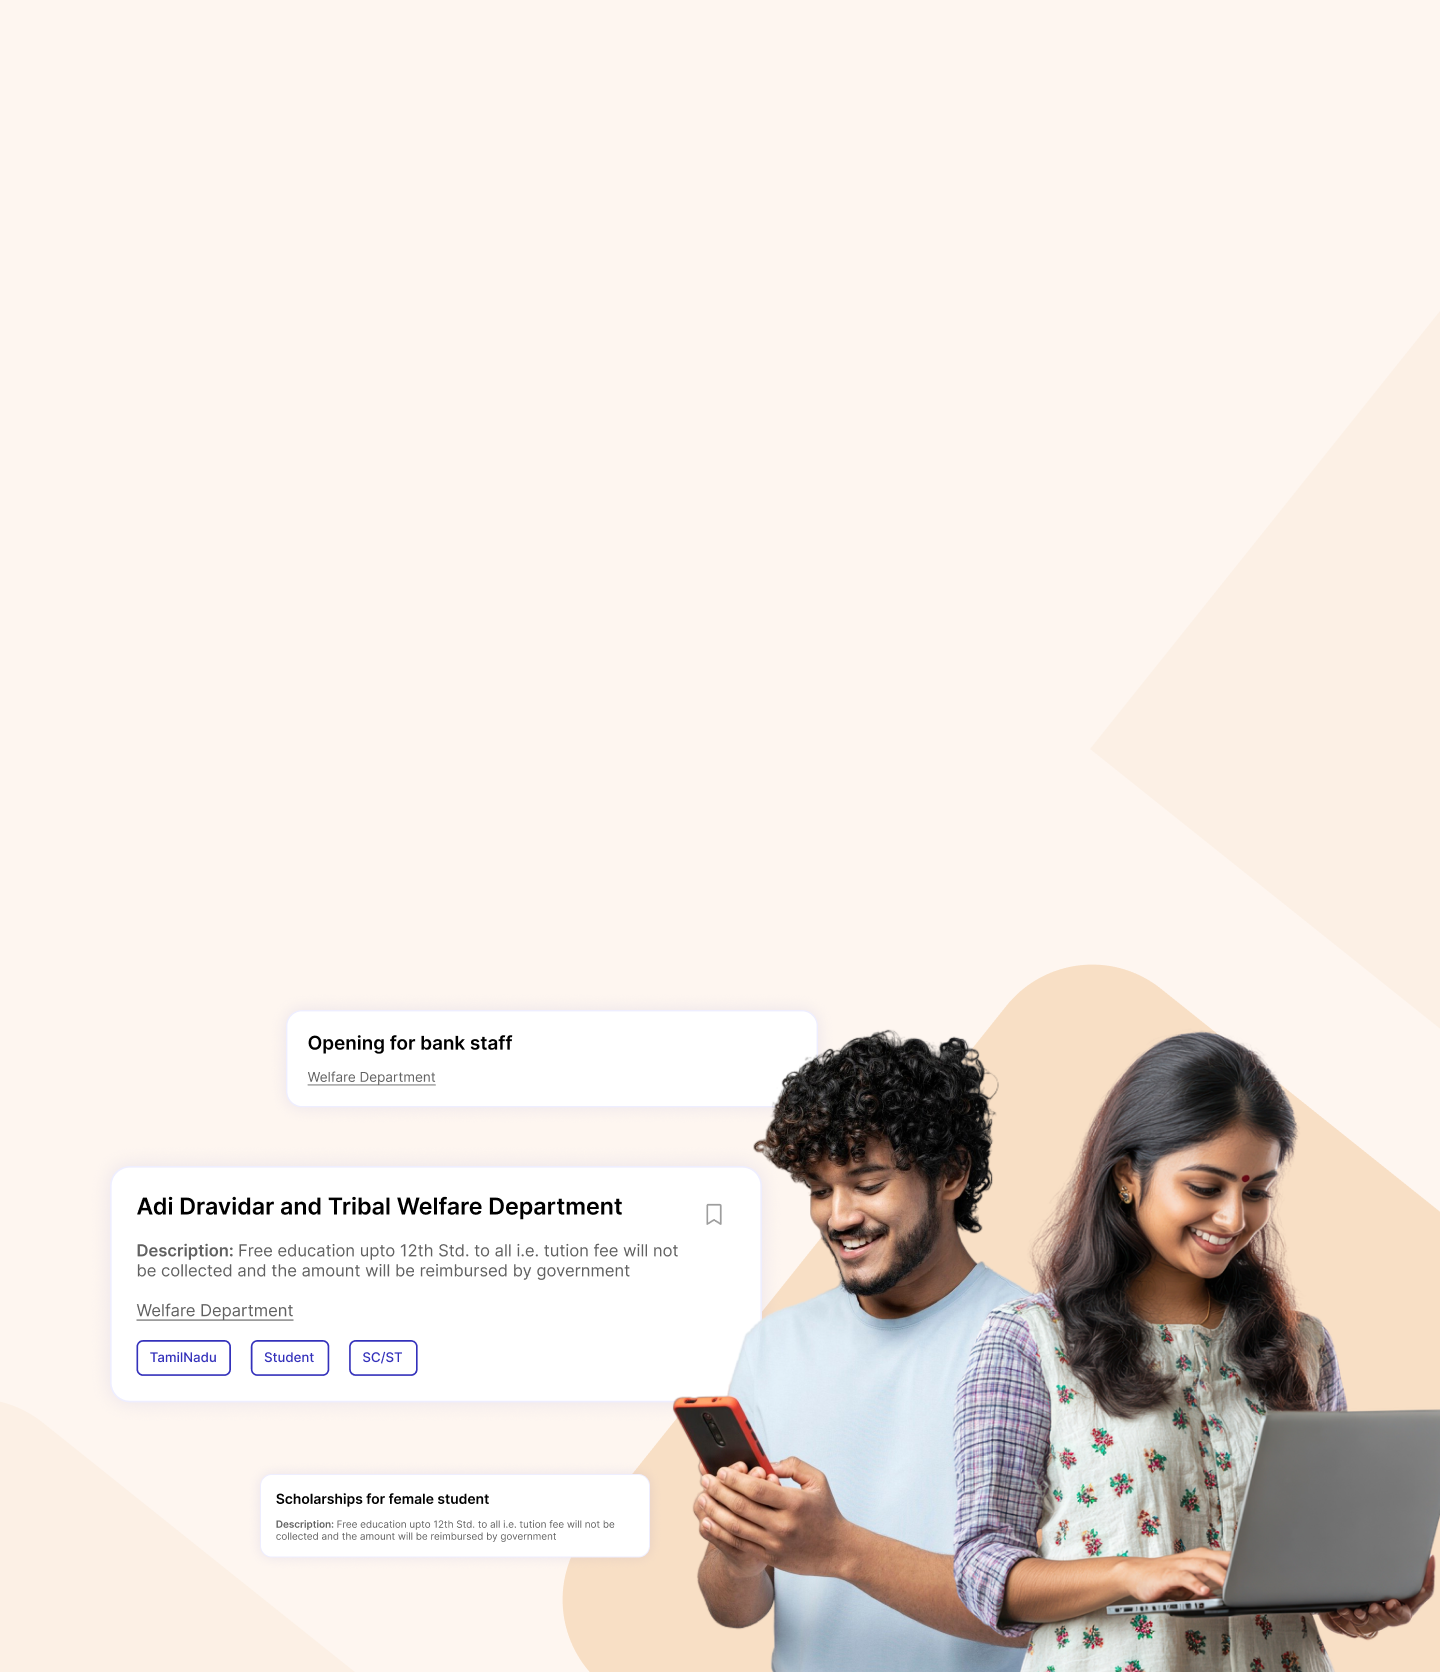 Opening for bank staff
Welfare Department
Adi Dravidar and Tribal Welfare Department
Description: Free education upto 12th Std. to all i.e. tution fee will not
be collected and the amount will be reimbursed by government
Welfare Department
TamilNadu Student SC/ST
Scholarships for female student
Description: Free education upto 12th Std. to all i.e. tution fee will not be
collected and the amount will be reimbursed by government